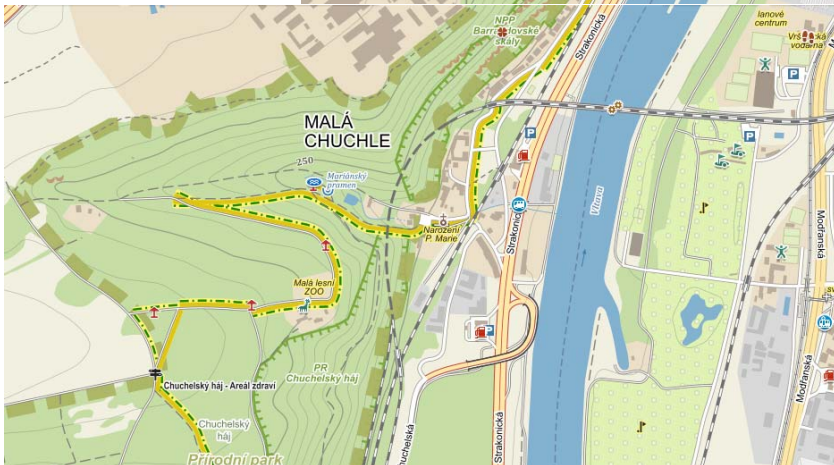 NPP
Barrandovské
skály
Strakonická
lanové
centrum
Vršovická
vodárna
MALÁ
CHUCHLE
250
Mariánský
pramen
Narození
P. Marie
Strakonická
Vltava
Modřanská
Malá lesní
ZOO
PR
Chuchelský háj
Chuchelský háj - Areál zdraví
Chuchelský
háj
Přírodní park
Chuchelská
Strakonická
Modřanská